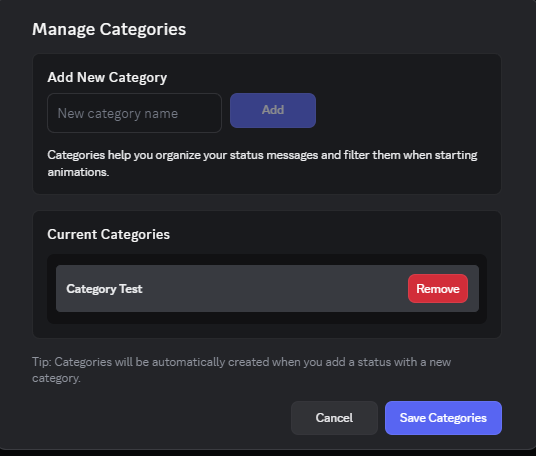 Manage Categories
Add New Category
New category name
Add
Categories help you organize your status messages and filter them when starting
animations.
Current Categories
Category Test
Remove
Tip: Categories will be automatically created when you add a status with a new
category.
Cancel
Save Categories